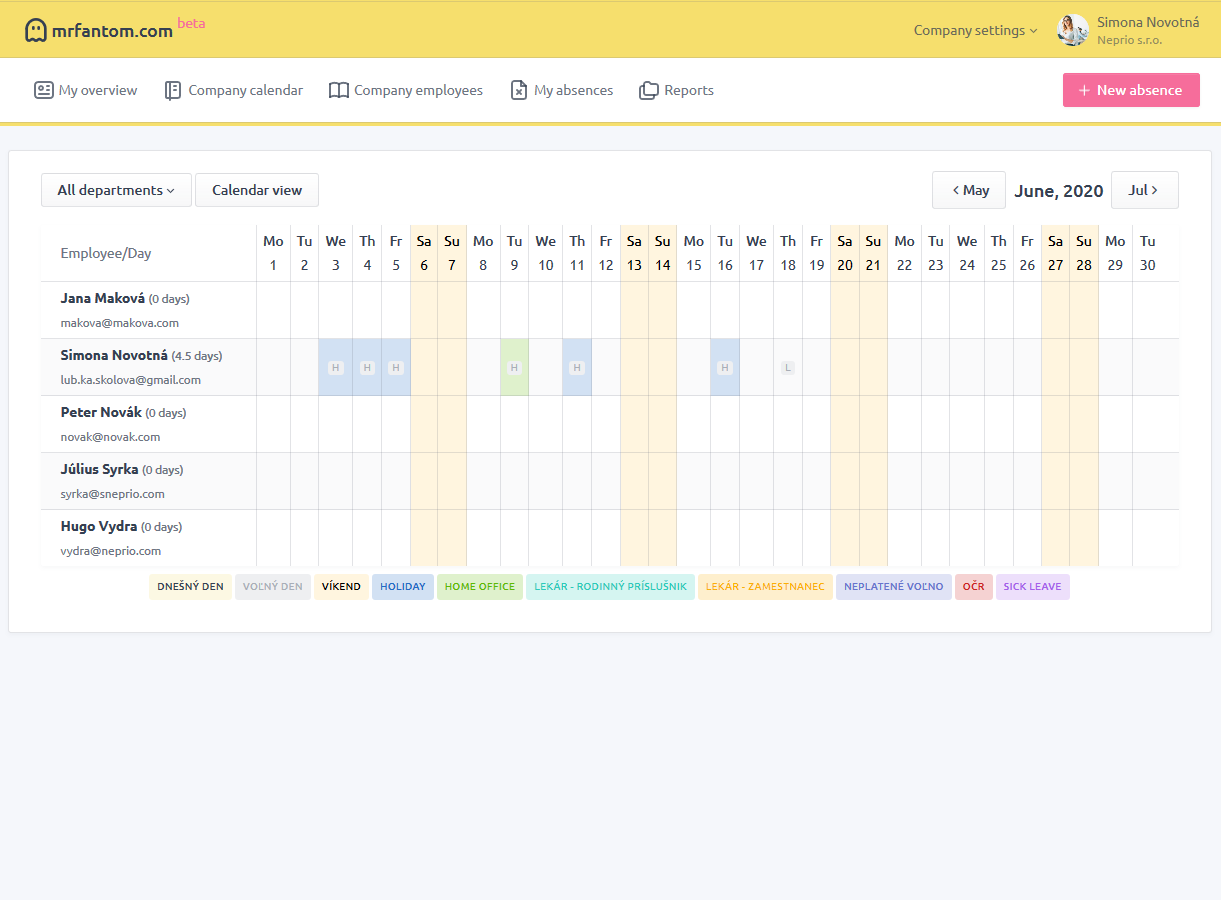 mrfantom.com beta
Company settings
Simona Novotná
Neprio s.r.o.
My overview Company calendar Company employees My absences Reports
+ New absence
All departments Calendar view
May June, 2020 Jul
Employee/Day
Mo Tu We Th Fr Sa Su Mo Tu We Th Fr Sa Su Mo Tu We Th Fr Sa Su Mo Tu We Th Fr Sa Su Mo Tu
1 2 3 4 5 6 7 8 9 10 11 12 13 14 15 16 17 18 19 20 21 22 23 24 25 26 27 28 29 30
Jana Maková (0 days)
makova@makova.com
Simona Novotná (4.5 days)
H H H H H H L
lub.ka.skolova@gmail.com
Peter Novák (0 days)
novak@novak.com
Július Syrka (0 days)
syrka@sneprio.com
Hugo Vydra (0 days)
vydra@neprio.com
DNEŠNÝ DEN VOĽNÝ DEN VÍKEND HOLIDAY HOME OFFICE LEKÁR - RODINNÝ PRÍSLUŠNIK LEKÁR - ZAMESTNANEC NEPLATENÉ VOĽNO OČR SICK LEAVE